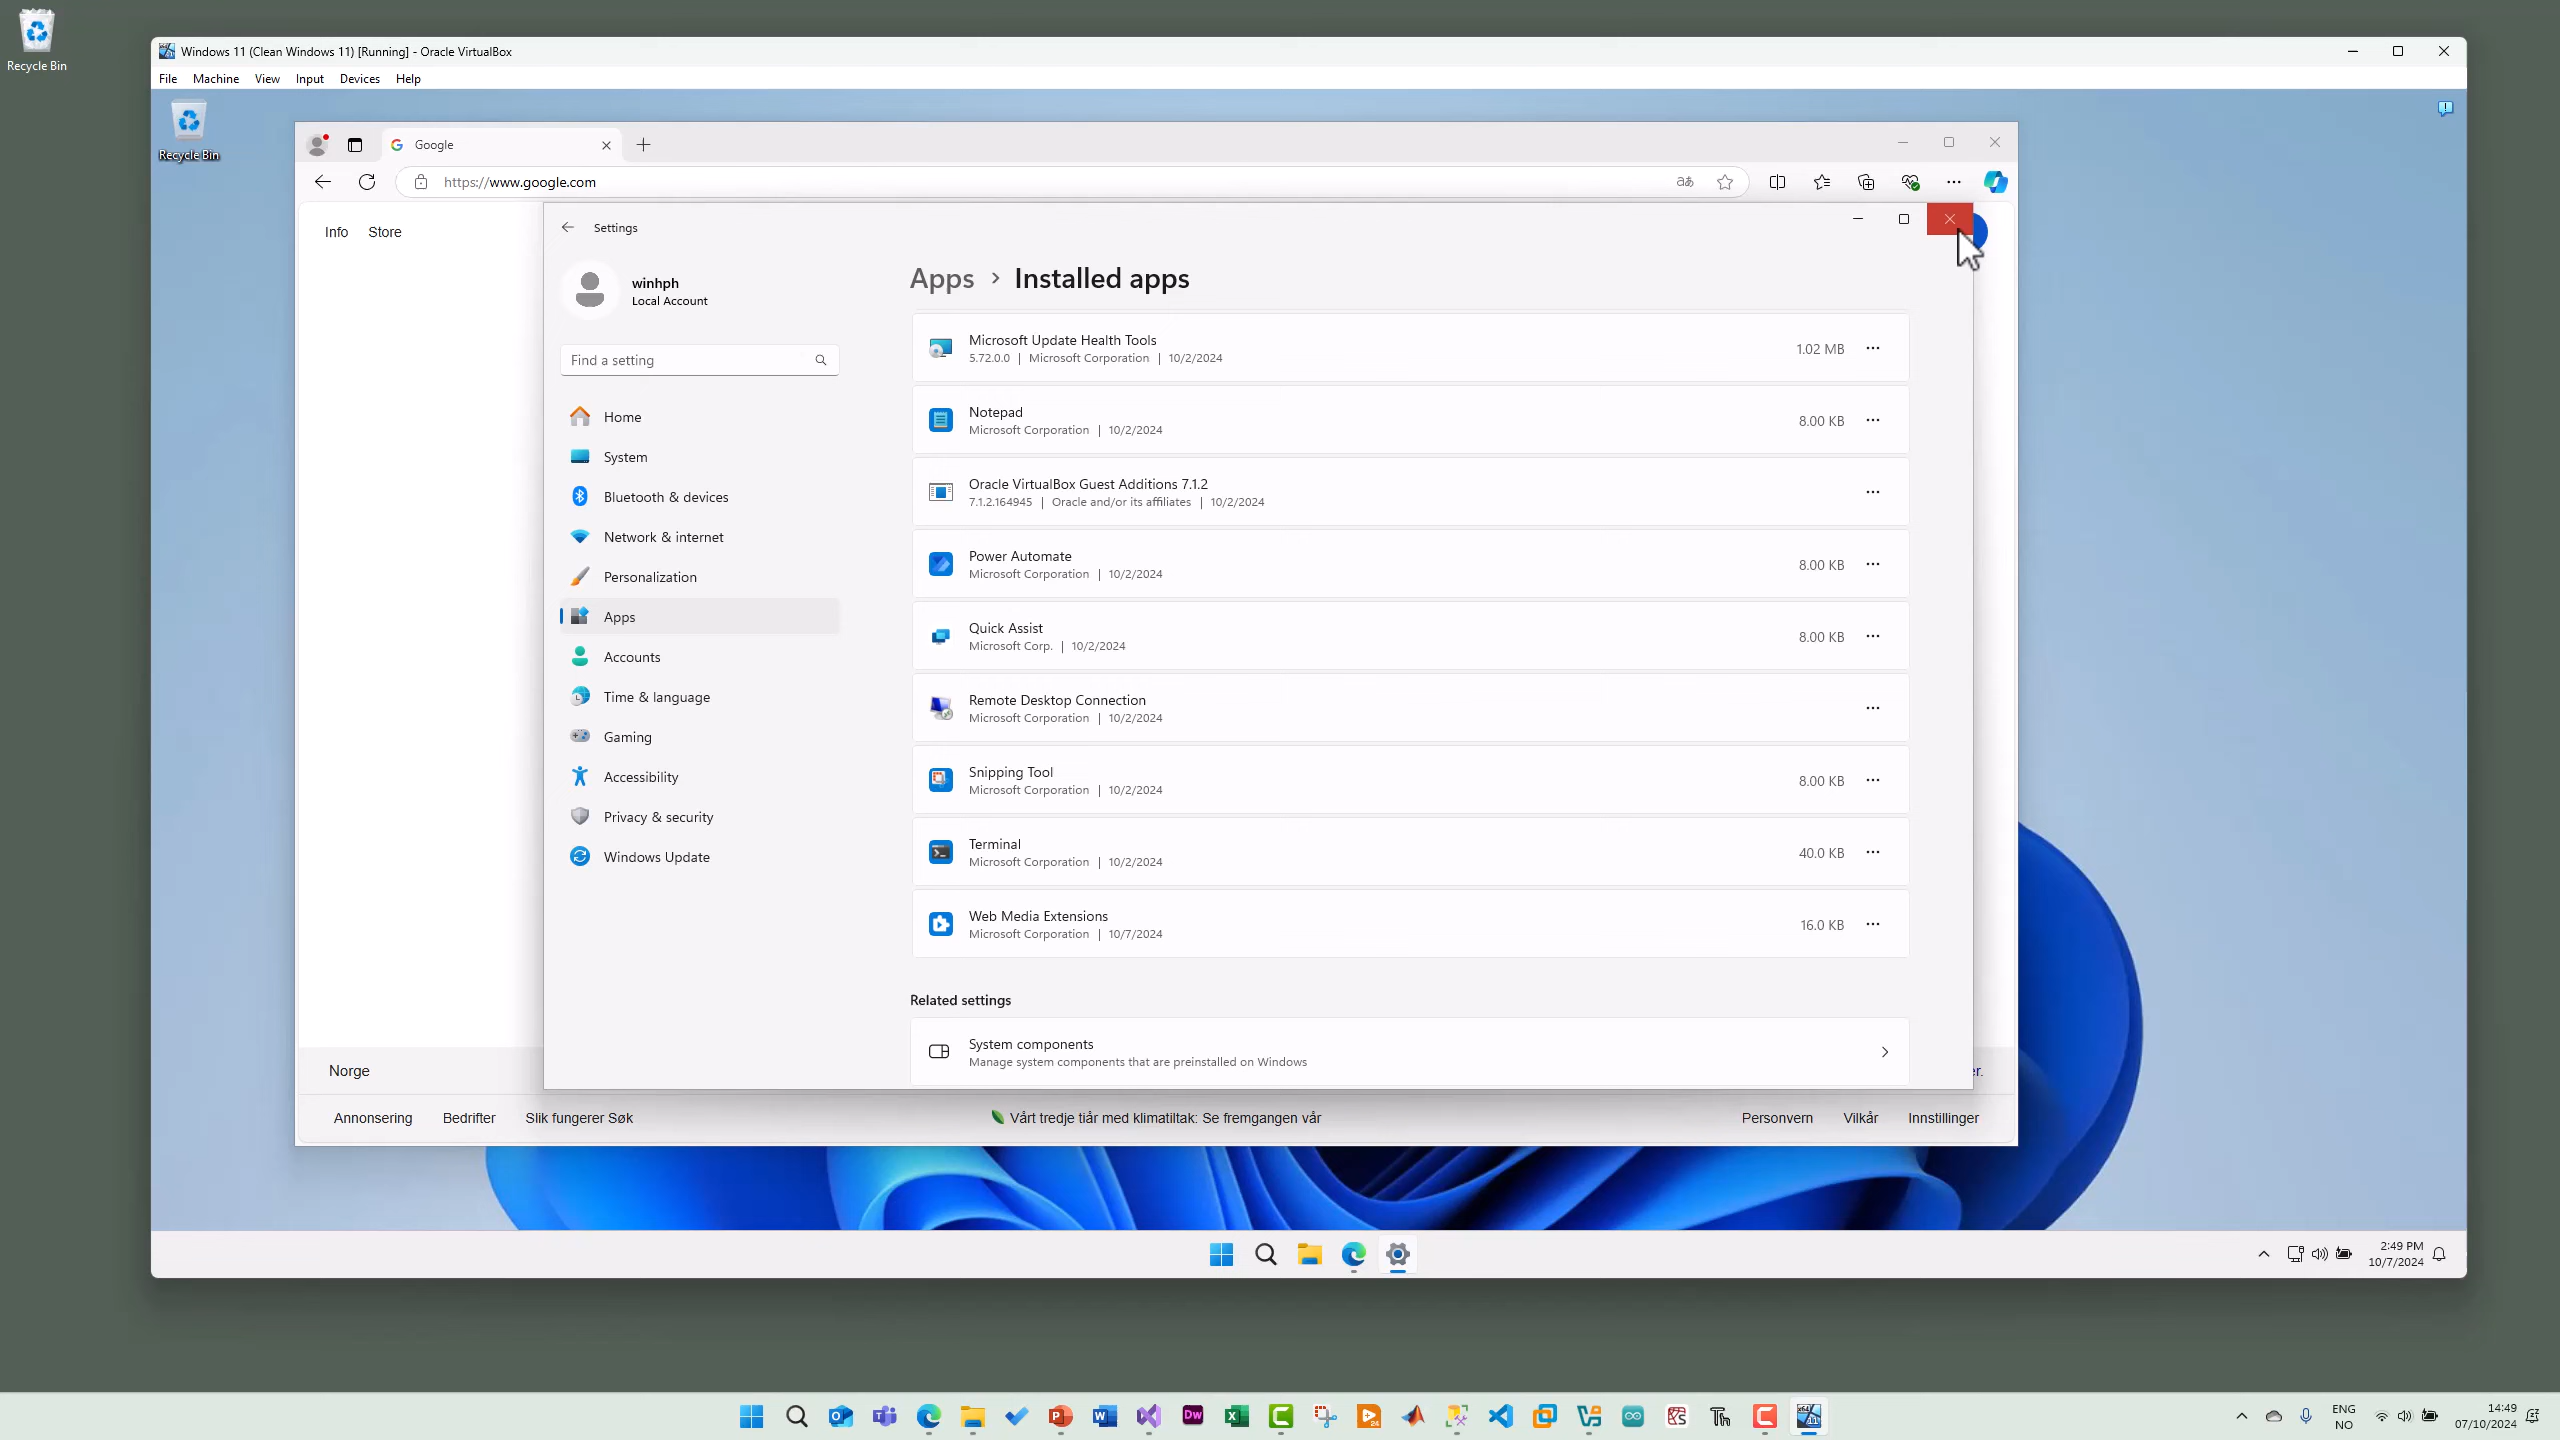 Recycle Bin
Windows 11 (Clean Windows 11) [Running] - Oracle VirtualBox
File Machine View Input Devices Help
Recycle Bin
Google
https://www.google.com
aあ
Info Store
Settings
winhph
Local Account
Find a setting
Home
System
Bluetooth & devices
Network & internet
Personalization
Apps
Accounts
Time & language
Gaming
Accessibility
Privacy & security
Windows Update
Apps > Installed apps
Microsoft Update Health Tools
5.72.0.0 | Microsoft Corporation | 10/2/2024
1.02 MB
Notepad
Microsoft Corporation | 10/2/2024
8.00 KB
Oracle VirtualBox Guest Additions 7.1.2
7.1.2.164945 | Oracle and/or its affiliates | 10/2/2024
Power Automate
Microsoft Corporation | 10/2/2024
8.00 KB
Quick Assist
Microsoft Corp. | 10/2/2024
8.00 KB
Remote Desktop Connection
Microsoft Corporation | 10/2/2024
Snipping Tool
Microsoft Corporation | 10/2/2024
8.00 KB
Terminal
Microsoft Corporation | 10/2/2024
40.0 KB
Web Media Extensions
Microsoft Corporation | 10/7/2024
16.0 KB
Related settings
System components
Manage system components that are preinstalled on Windows
Norge
er.
Annonsering Bedrifter Slik fungerer Søk
Vårt tredje tiår med klimatiltak: Se fremgangen vår
Personvern Vilkår Innstillinger
2:49 PM
10/7/2024
ENG
NO
14:49
07/10/2024